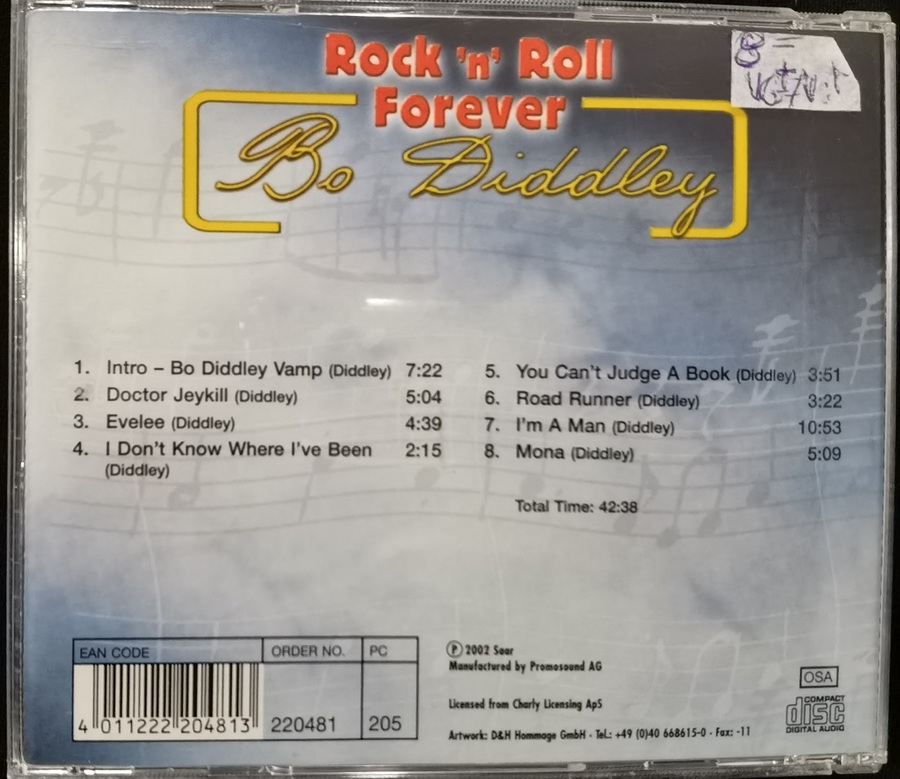 8 -
Rock 'n' Roll
Forever
Bo Diddley
1. Intro – Bo Diddley Vamp (Diddley) 7:22
2. Doctor Jeykill (Diddley) 5:04
3. Evelee (Diddley) 4:39
4. I Don't Know Where I've Been 2:15
(Diddley)
5. You Can't Judge A Book (Diddley) 3:51
6. Road Runner (Diddley) 3:22
7. I'm A Man (Diddley) 10:53
8. Mona (Diddley) 5:09
Total Time: 42:38
EAN CODE ORDER NO. PC
4 011222 204813 220481 205
Ⓟ 2002 Saar
Manufactured by Promosound AG
Licensed from Charly Licensing ApS
Artwork: D&H Hommage GmbH · Tel.: +49 (0)40 668615-0 · Fax: -11
OSA
COMPACT
disc
DIGITAL AUDIO